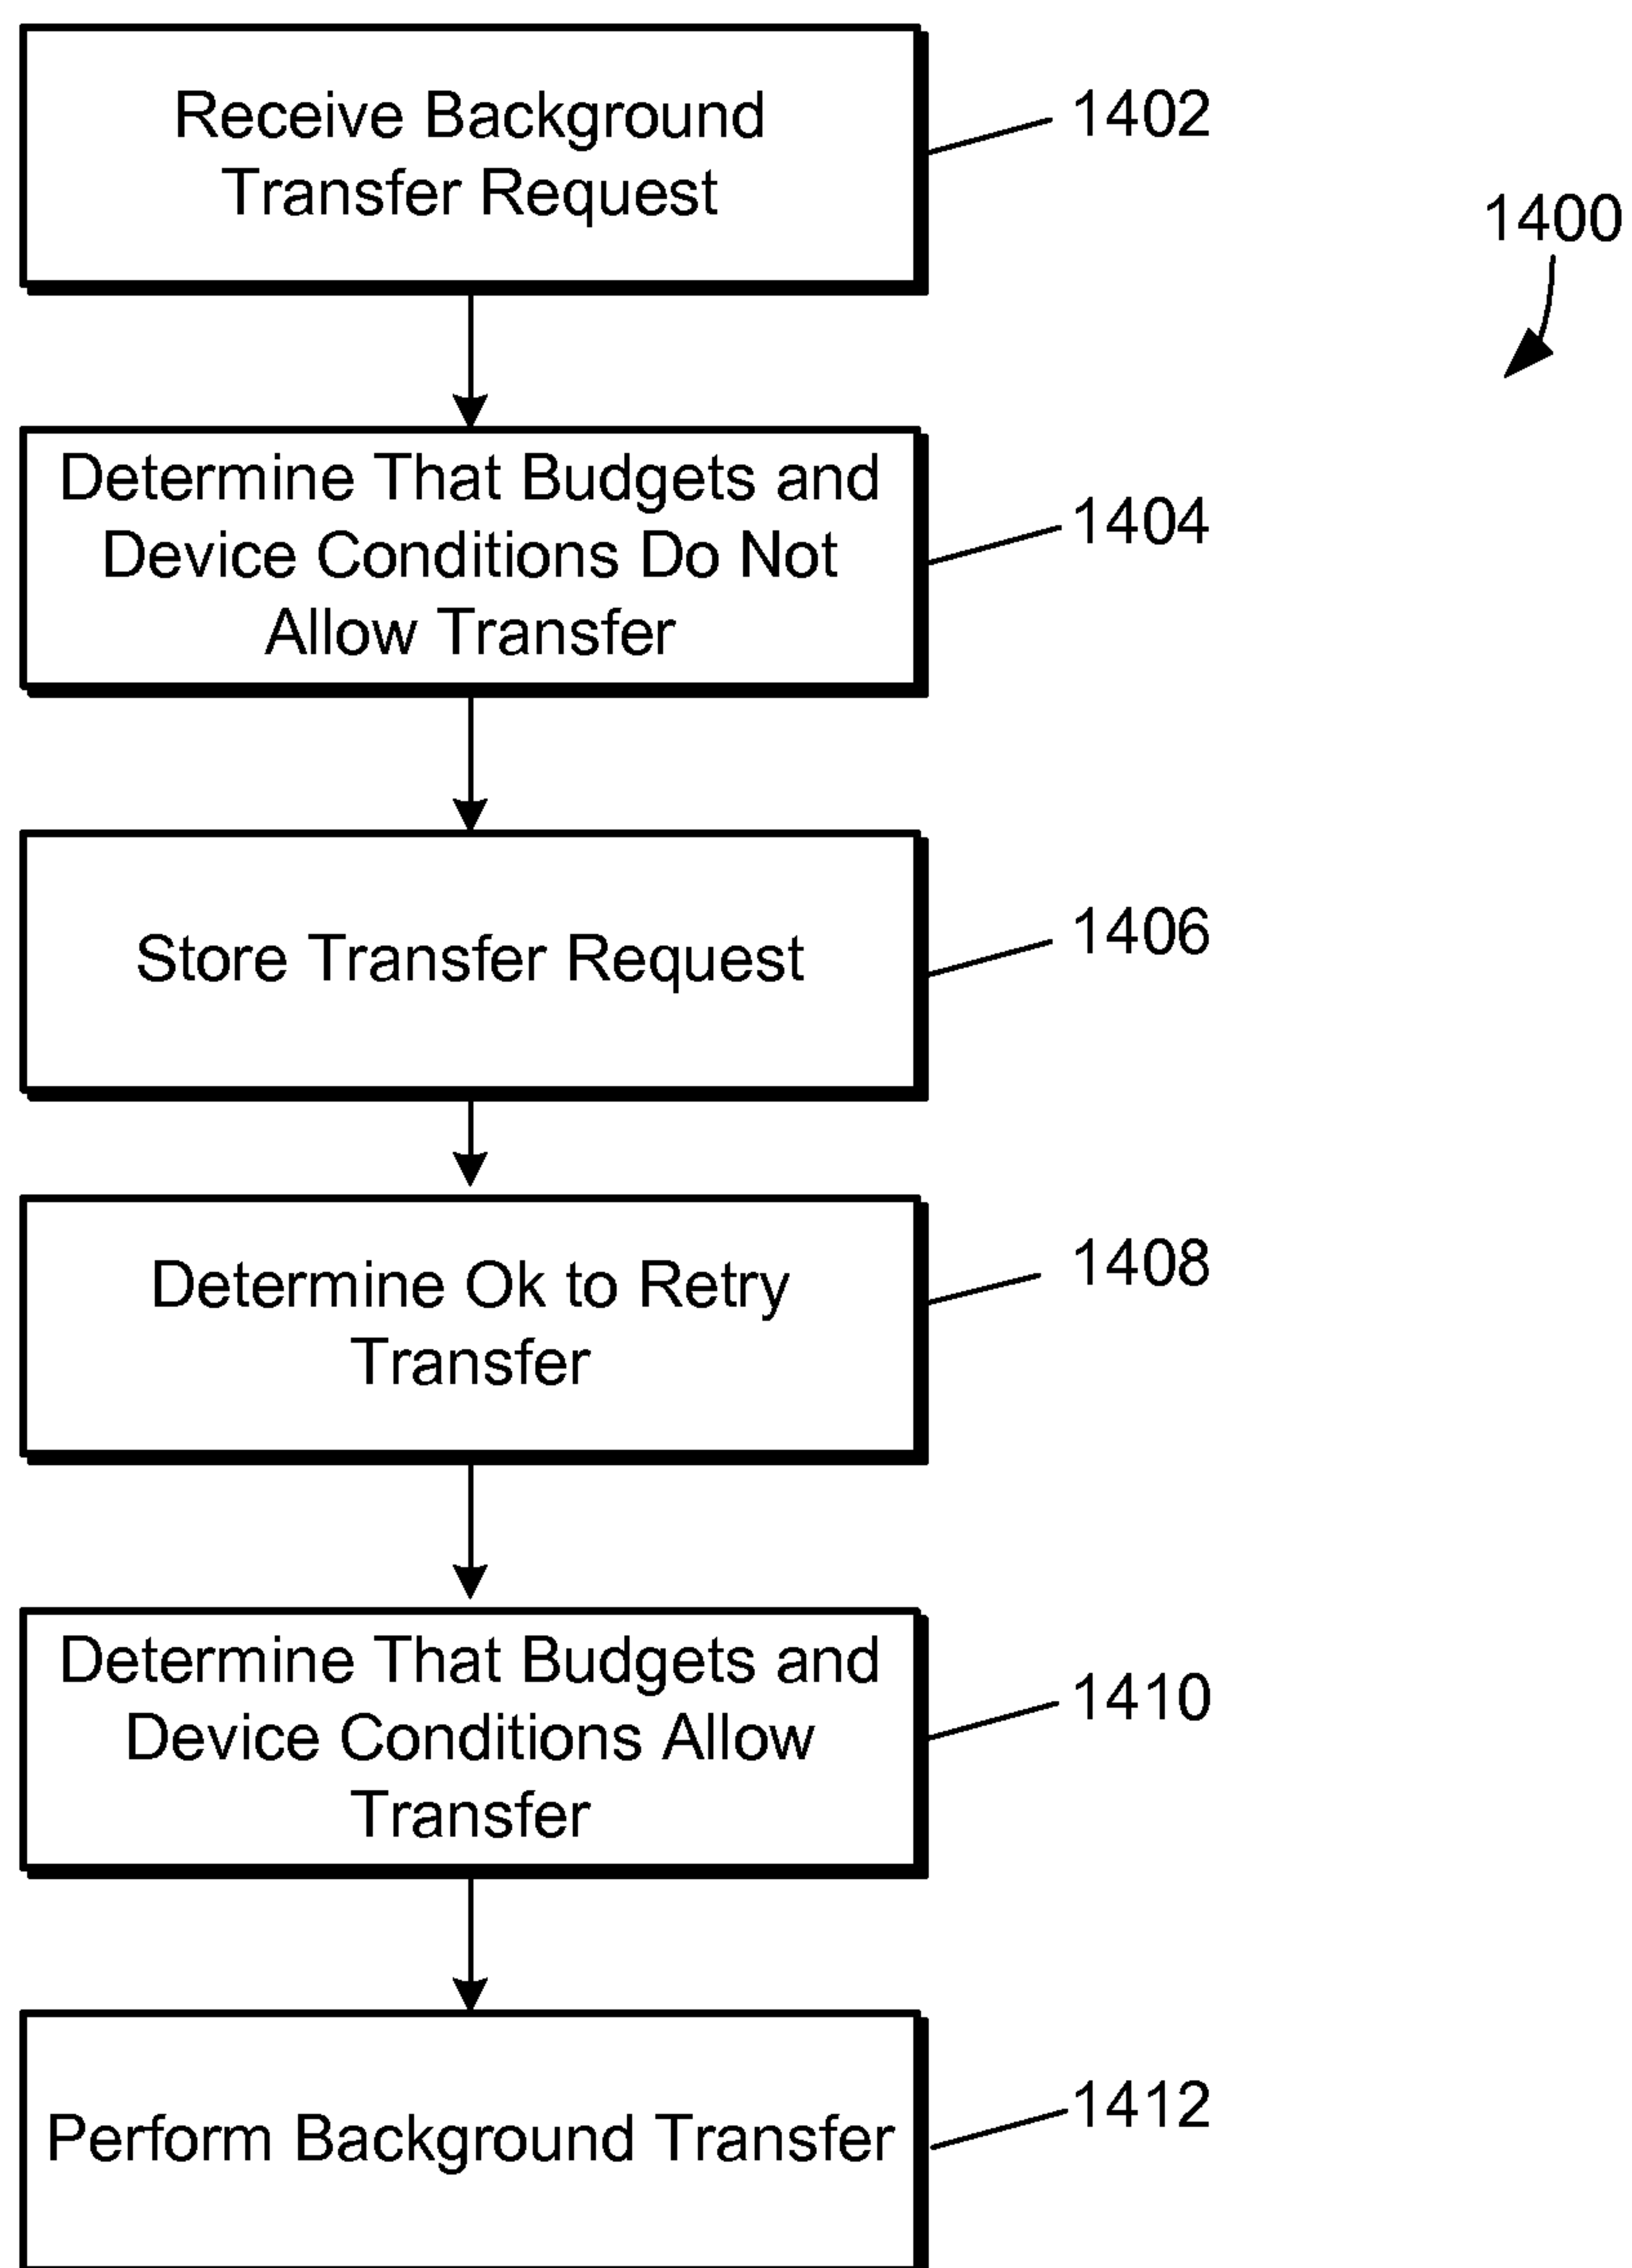 Receive Background
Transfer Request
1402
1400
Determine That Budgets and
Device Conditions Do Not
Allow Transfer
1404
Store Transfer Request
1406
Determine Ok to Retry
Transfer
1408
Determine That Budgets and
Device Conditions Allow
Transfer
1410
Perform Background Transfer
1412